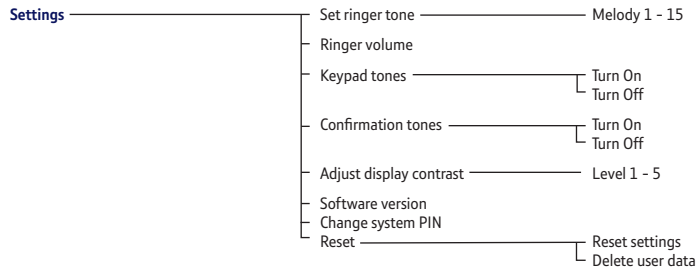 Settings
Set ringer tone
Melody 1 - 15
Ringer volume
Keypad tones
Turn On
Turn Off
Confirmation tones
Turn On
Turn Off
Adjust display contrast
Level 1 - 5
Software version
Change system PIN
Reset
Reset settings
Delete user data